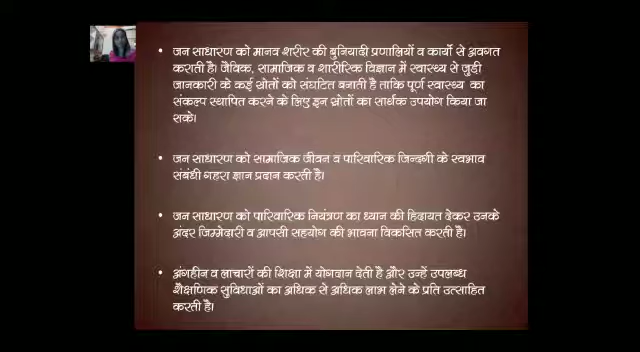 • जन साधारण को मानव शरीर की बुनियादी प्रणालियों व कार्यों से अवगत
कराती है। जैविक, सामाजिक व शारीरिक विज्ञान में स्वास्थ्य से जुड़ी
जानकारी के कई स्रोतों को संघटित बनाती है ताकि पूर्ण स्वास्थ्य का
संकल्प स्थापित करने के लिए इन स्रोतों का सार्थक उपयोग किया जा
सके।
• जन साधारण को सामाजिक जीवन व पारिवारिक जिन्दगी के स्वभाव
संबंधी गहरा ज्ञान प्रदान करती है।
• जन साधारण को पारिवारिक नियंत्रण का ध्यान की हिदायत देकर उनके
अंदर जिम्मेदारी व आपसी सहयोग की भावना विकसित करती है।
• अंगहीन व लाचारों की शिक्षा में योगदान देती है और उन्हें उपलब्ध
शैक्षणिक सुविधाओं का अधिक से अधिक लाभ लेने के प्रति उत्साहित
करती है।